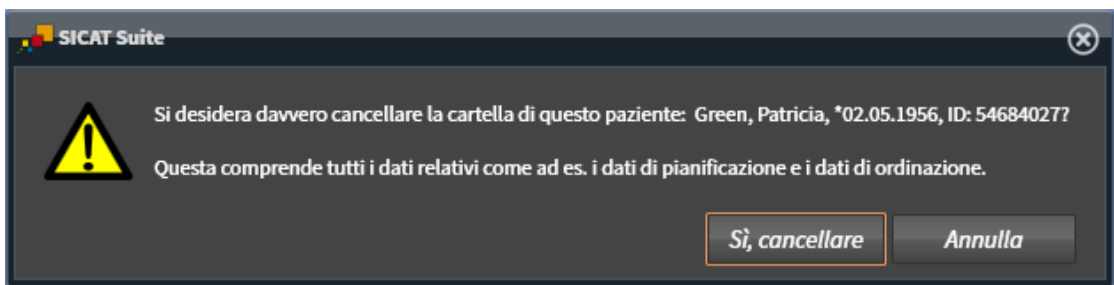 SICAT Suite
Si desidera davvero cancellare la cartella di questo paziente: Green, Patricia, *02.05.1956, ID: 54684027?
Questa comprende tutti i dati relativi come ad es. i dati di pianificazione e i dati di ordinazione.
Sì, cancellare
Annulla